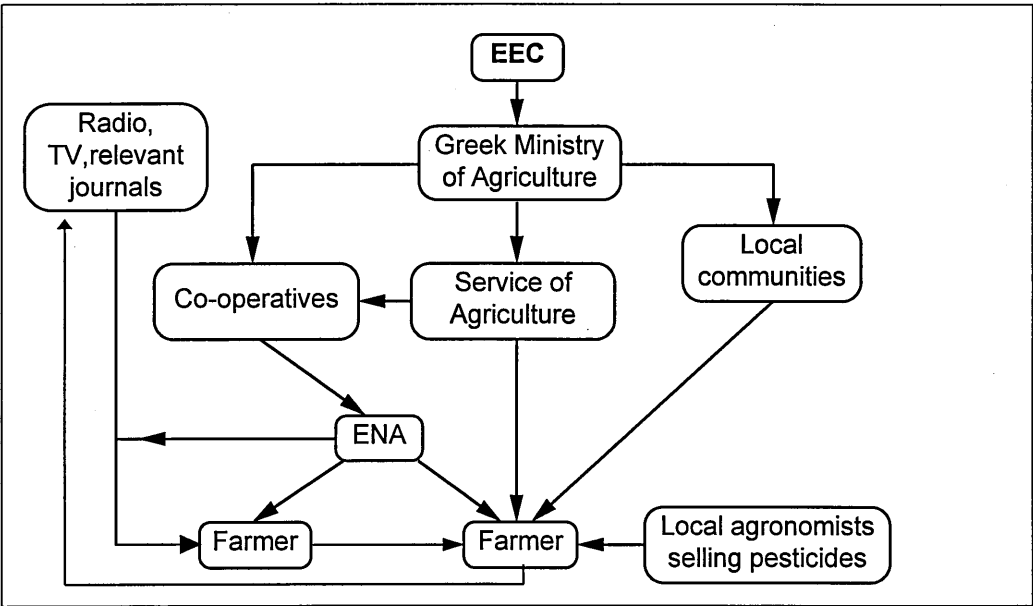 EEC
Radio,
TV,relevant
journals
Greek Ministry
of Agriculture
Local
communities
Co-operatives
Service of
Agriculture
ENA
Farmer
Farmer
Local agronomists
selling pesticides